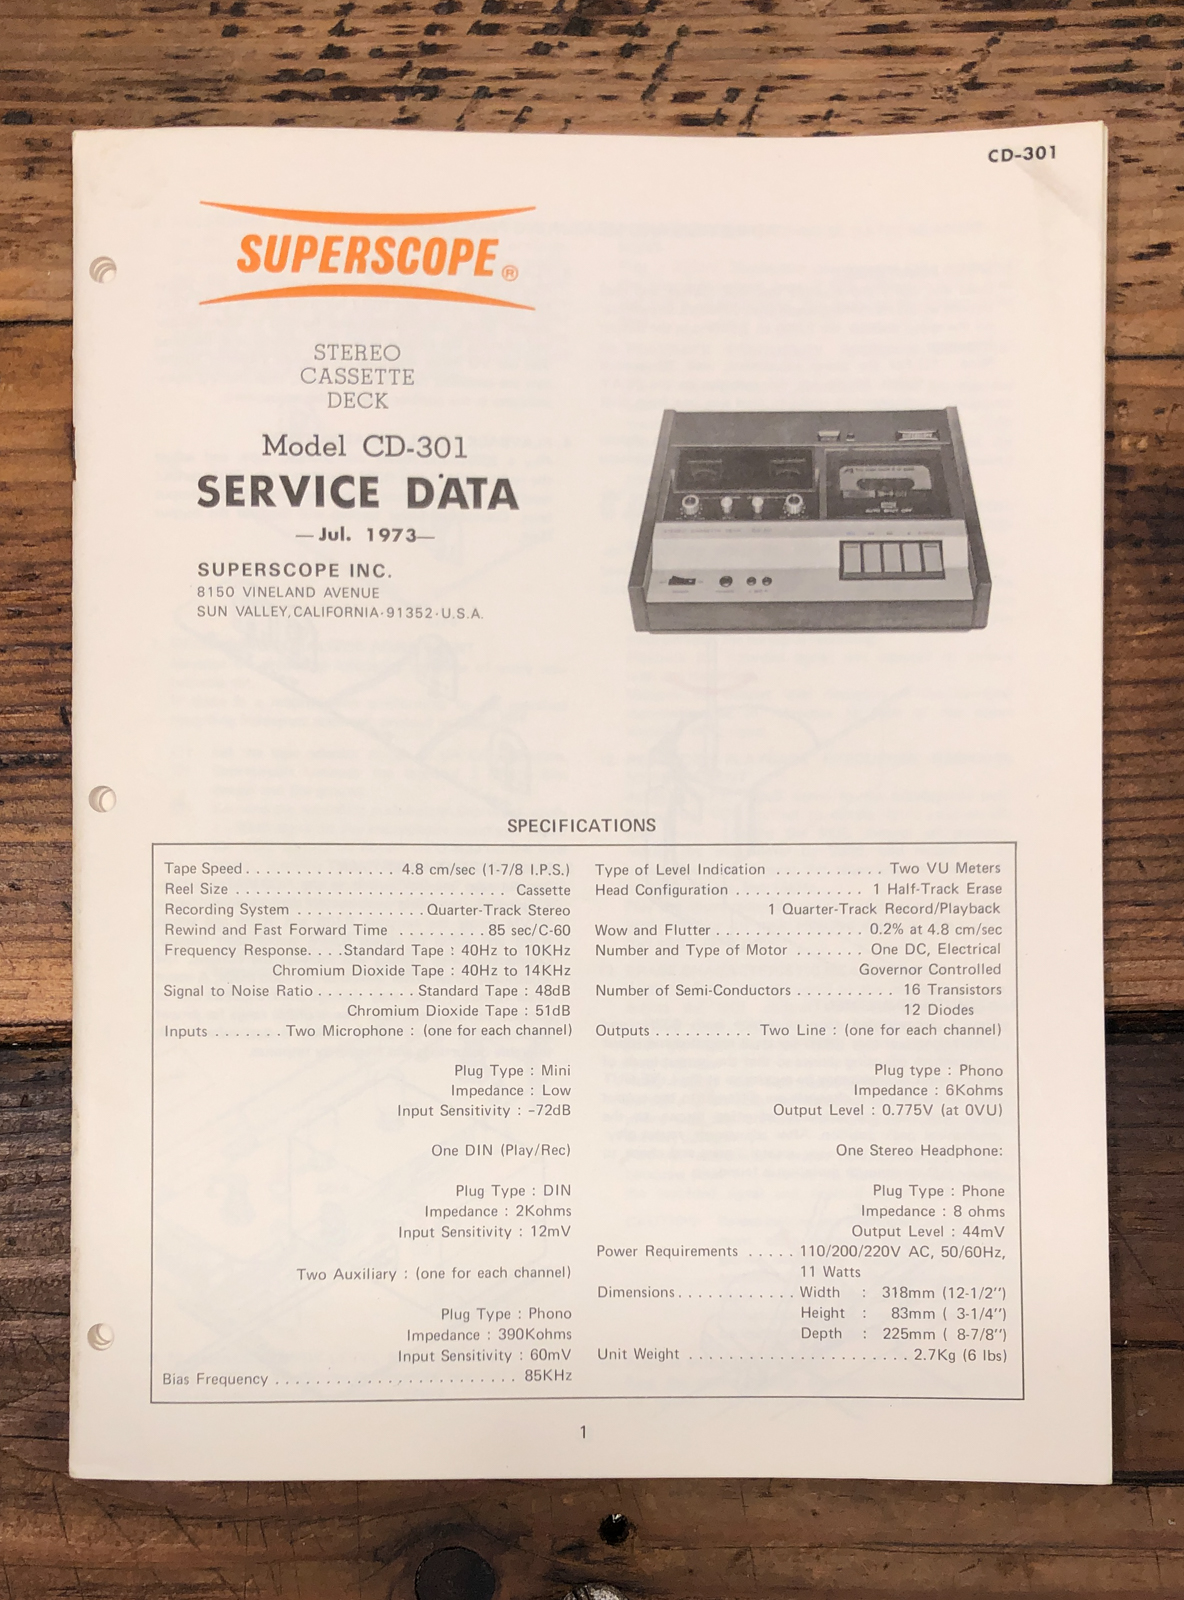 CD-301
SUPERSCOPE®
STEREO
CASSETTE
DECK
Model CD-301
SERVICE DATA
—Jul. 1973—
SUPERSCOPE INC.
8150 VINELAND AVENUE
SUN VALLEY, CALIFORNIA·91352·U.S.A.
AUTO SHUT OFF
SPECIFICATIONS
Tape Speed . . . . . . . . . . . . . . . 4.8 cm/sec (1-7/8 I.P.S.)
Reel Size . . . . . . . . . . . . . . . . . . . . . . . . . . . Cassette
Recording System . . . . . . . . . . . . . Quarter-Track Stereo
Rewind and Fast Forward Time . . . . . . . . . 85 sec/C-60
Frequency Response. . . .Standard Tape : 40Hz to 10KHz
Chromium Dioxide Tape : 40Hz to 14KHz
Signal to Noise Ratio . . . . . . . . . . Standard Tape : 48dB
Chromium Dioxide Tape : 51dB
Inputs . . . . . . . Two Microphone : (one for each channel)
Plug Type : Mini
Impedance : Low
Input Sensitivity : -72dB
One DIN (Play/Rec)
Plug Type : DIN
Impedance : 2Kohms
Input Sensitivity : 12mV
Two Auxiliary : (one for each channel)
Plug Type : Phono
Impedance : 390Kohms
Input Sensitivity : 60mV
Bias Frequency . . . . . . . . . . . . . . . . . . . . . . . . 85KHz
Type of Level Indication . . . . . . . . . . . Two VU Meters
Head Configuration . . . . . . . . . . . . . 1 Half-Track Erase
1 Quarter-Track Record/Playback
Wow and Flutter . . . . . . . . . . . . . . . 0.2% at 4.8 cm/sec
Number and Type of Motor . . . . . . . One DC, Electrical
Governor Controlled
Number of Semi-Conductors . . . . . . . . . . 16 Transistors
12 Diodes
Outputs . . . . . . . . . . Two Line : (one for each channel)
Plug type : Phono
Impedance : 6Kohms
Output Level : 0.775V (at 0VU)
One Stereo Headphone:
Plug Type : Phone
Impedance : 8 ohms
Output Level : 44mV
Power Requirements . . . . . 110/200/220V AC, 50/60Hz,
11 Watts
Dimensions . . . . . . . . . . . . Width : 318mm (12-1/2")
Height : 83mm ( 3-1/4")
Depth : 225mm ( 8-7/8")
Unit Weight . . . . . . . . . . . . . . . . . . . . . . 2.7Kg (6 lbs)
1